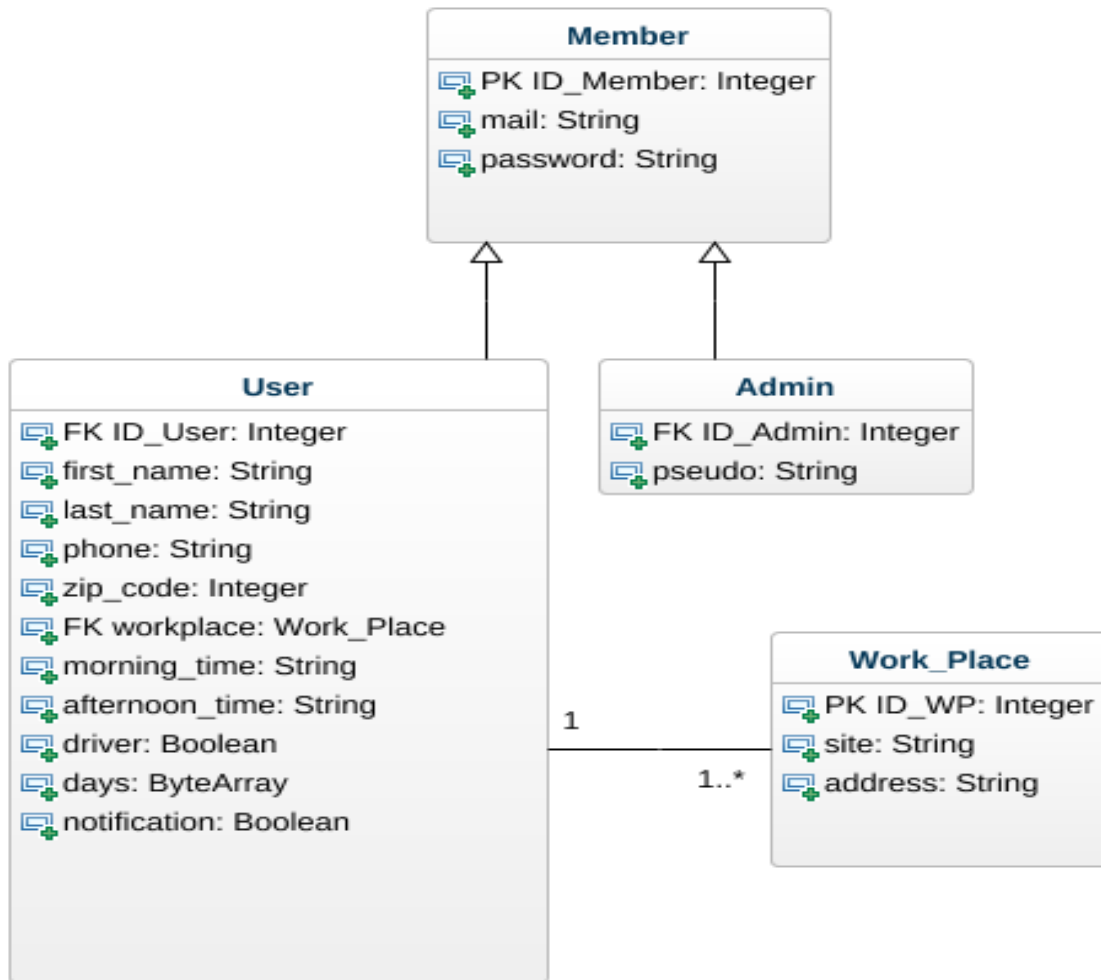 Member
PK ID_Member: Integer
mail: String
password: String
User
FK ID_User: Integer
first_name: String
last_name: String
phone: String
zip_code: Integer
FK workplace: Work_Place
morning_time: String
afternoon_time: String
driver: Boolean
days: ByteArray
notification: Boolean
Admin
FK ID_Admin: Integer
pseudo: String
1
1..*
Work_Place
PK ID_WP: Integer
site: String
address: String